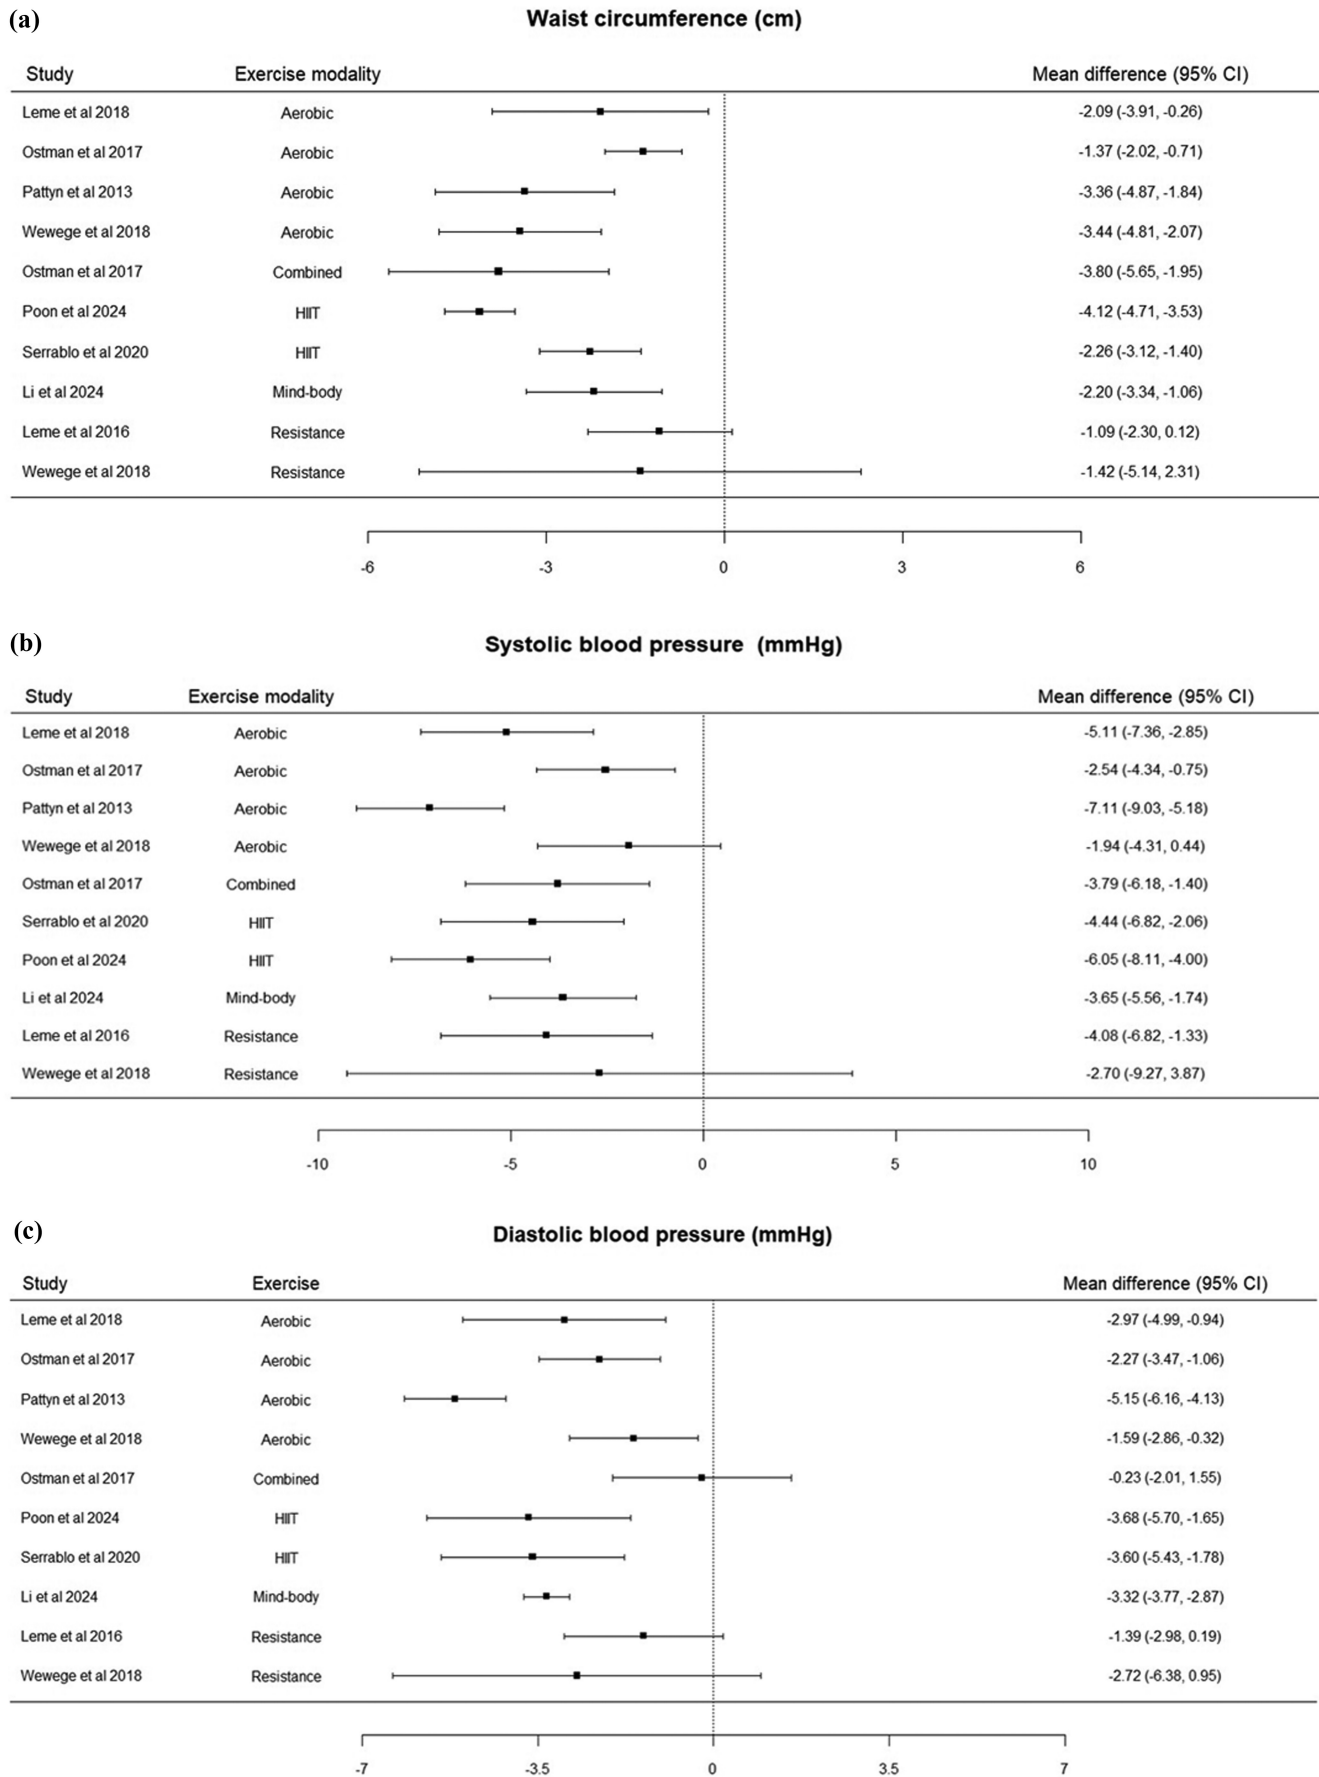 (a)
Waist circumference (cm)
Study Exercise modality Mean difference (95% CI)
Leme et al 2018 Aerobic -2.09 (-3.91, -0.26)
Ostman et al 2017 Aerobic -1.37 (-2.02, -0.71)
Pattyn et al 2013 Aerobic -3.36 (-4.87, -1.84)
Wewege et al 2018 Aerobic -3.44 (-4.81, -2.07)
Ostman et al 2017 Combined -3.80 (-5.65, -1.95)
Poon et al 2024 HIIT -4.12 (-4.71, -3.53)
Serrablo et al 2020 HIIT -2.26 (-3.12, -1.40)
Li et al 2024 Mind-body -2.20 (-3.34, -1.06)
Leme et al 2016 Resistance -1.09 (-2.30, 0.12)
Wewege et al 2018 Resistance -1.42 (-5.14, 2.31)
-6 -3 0 3 6
(b)
Systolic blood pressure (mmHg)
Study Exercise modality Mean difference (95% CI)
Leme et al 2018 Aerobic -5.11 (-7.36, -2.85)
Ostman et al 2017 Aerobic -2.54 (-4.34, -0.75)
Pattyn et al 2013 Aerobic -7.11 (-9.03, -5.18)
Wewege et al 2018 Aerobic -1.94 (-4.31, 0.44)
Ostman et al 2017 Combined -3.79 (-6.18, -1.40)
Serrablo et al 2020 HIIT -4.44 (-6.82, -2.06)
Poon et al 2024 HIIT -6.05 (-8.11, -4.00)
Li et al 2024 Mind-body -3.65 (-5.56, -1.74)
Leme et al 2016 Resistance -4.08 (-6.82, -1.33)
Wewege et al 2018 Resistance -2.70 (-9.27, 3.87)
-10 -5 0 5 10
(c)
Diastolic blood pressure (mmHg)
Study Exercise Mean difference (95% CI)
Leme et al 2018 Aerobic -2.97 (-4.99, -0.94)
Ostman et al 2017 Aerobic -2.27 (-3.47, -1.06)
Pattyn et al 2013 Aerobic -5.15 (-6.16, -4.13)
Wewege et al 2018 Aerobic -1.59 (-2.86, -0.32)
Ostman et al 2017 Combined -0.23 (-2.01, 1.55)
Poon et al 2024 HIIT -3.68 (-5.70, -1.65)
Serrablo et al 2020 HIIT -3.60 (-5.43, -1.78)
Li et al 2024 Mind-body -3.32 (-3.77, -2.87)
Leme et al 2016 Resistance -1.39 (-2.98, 0.19)
Wewege et al 2018 Resistance -2.72 (-6.38, 0.95)
-7 -3.5 0 3.5 7